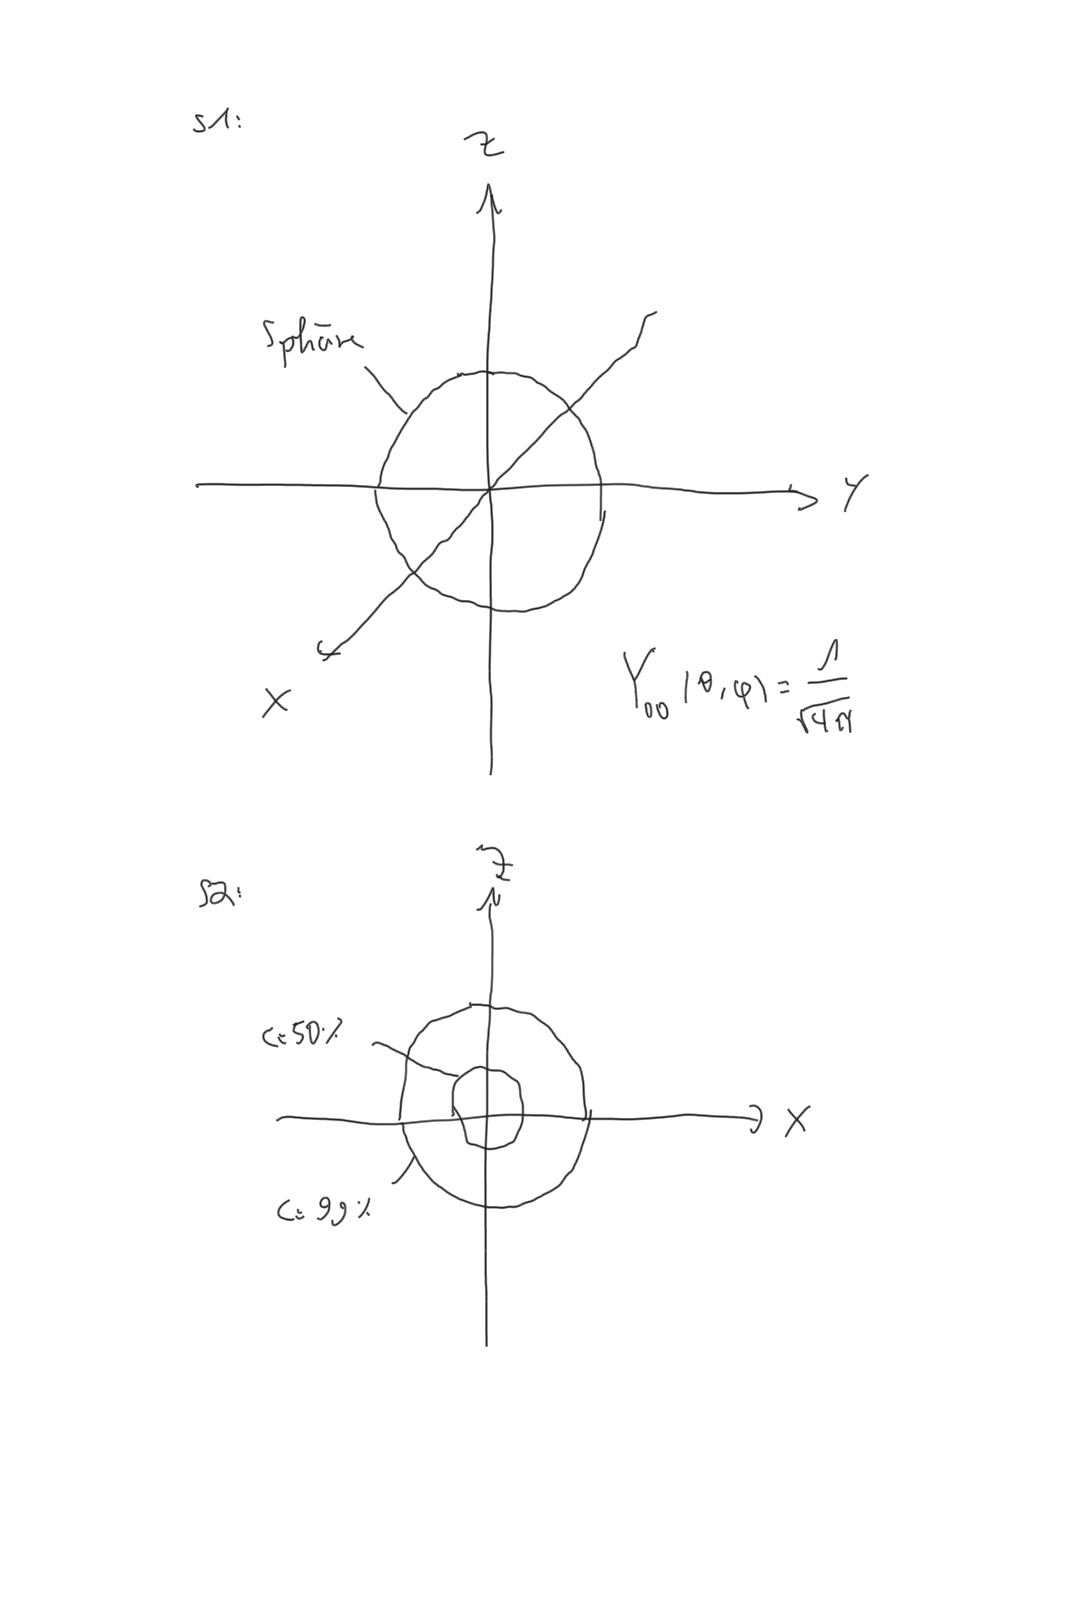 S1:
Z
Sphäre
Y
X
Y₀₀ (θ,φ) = 1/√4π
S2:
Z
C=50%
X
C=99%